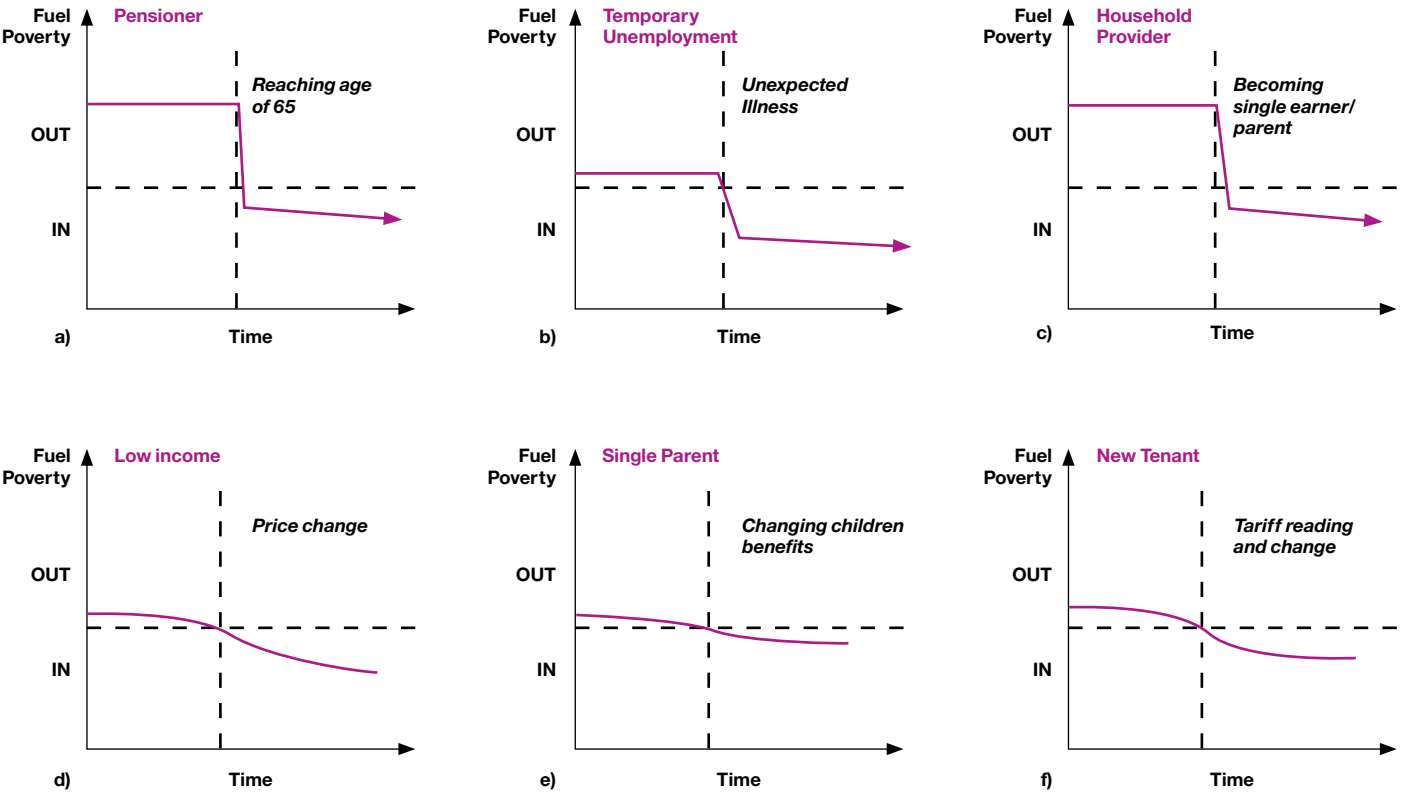 Fuel
Poverty
Pensioner
Reaching age
of 65
OUT
IN
a)
Time
Fuel
Poverty
Temporary
Unemployment
Unexpected
Illness
OUT
IN
b)
Time
Fuel
Poverty
Household
Provider
Becoming
single earner/
parent
OUT
IN
c)
Time
Fuel
Poverty
Low income
Price change
OUT
IN
d)
Time
Fuel
Poverty
Single Parent
Changing children
benefits
OUT
IN
e)
Time
Fuel
Poverty
New Tenant
Tariff reading
and change
OUT
IN
f)
Time